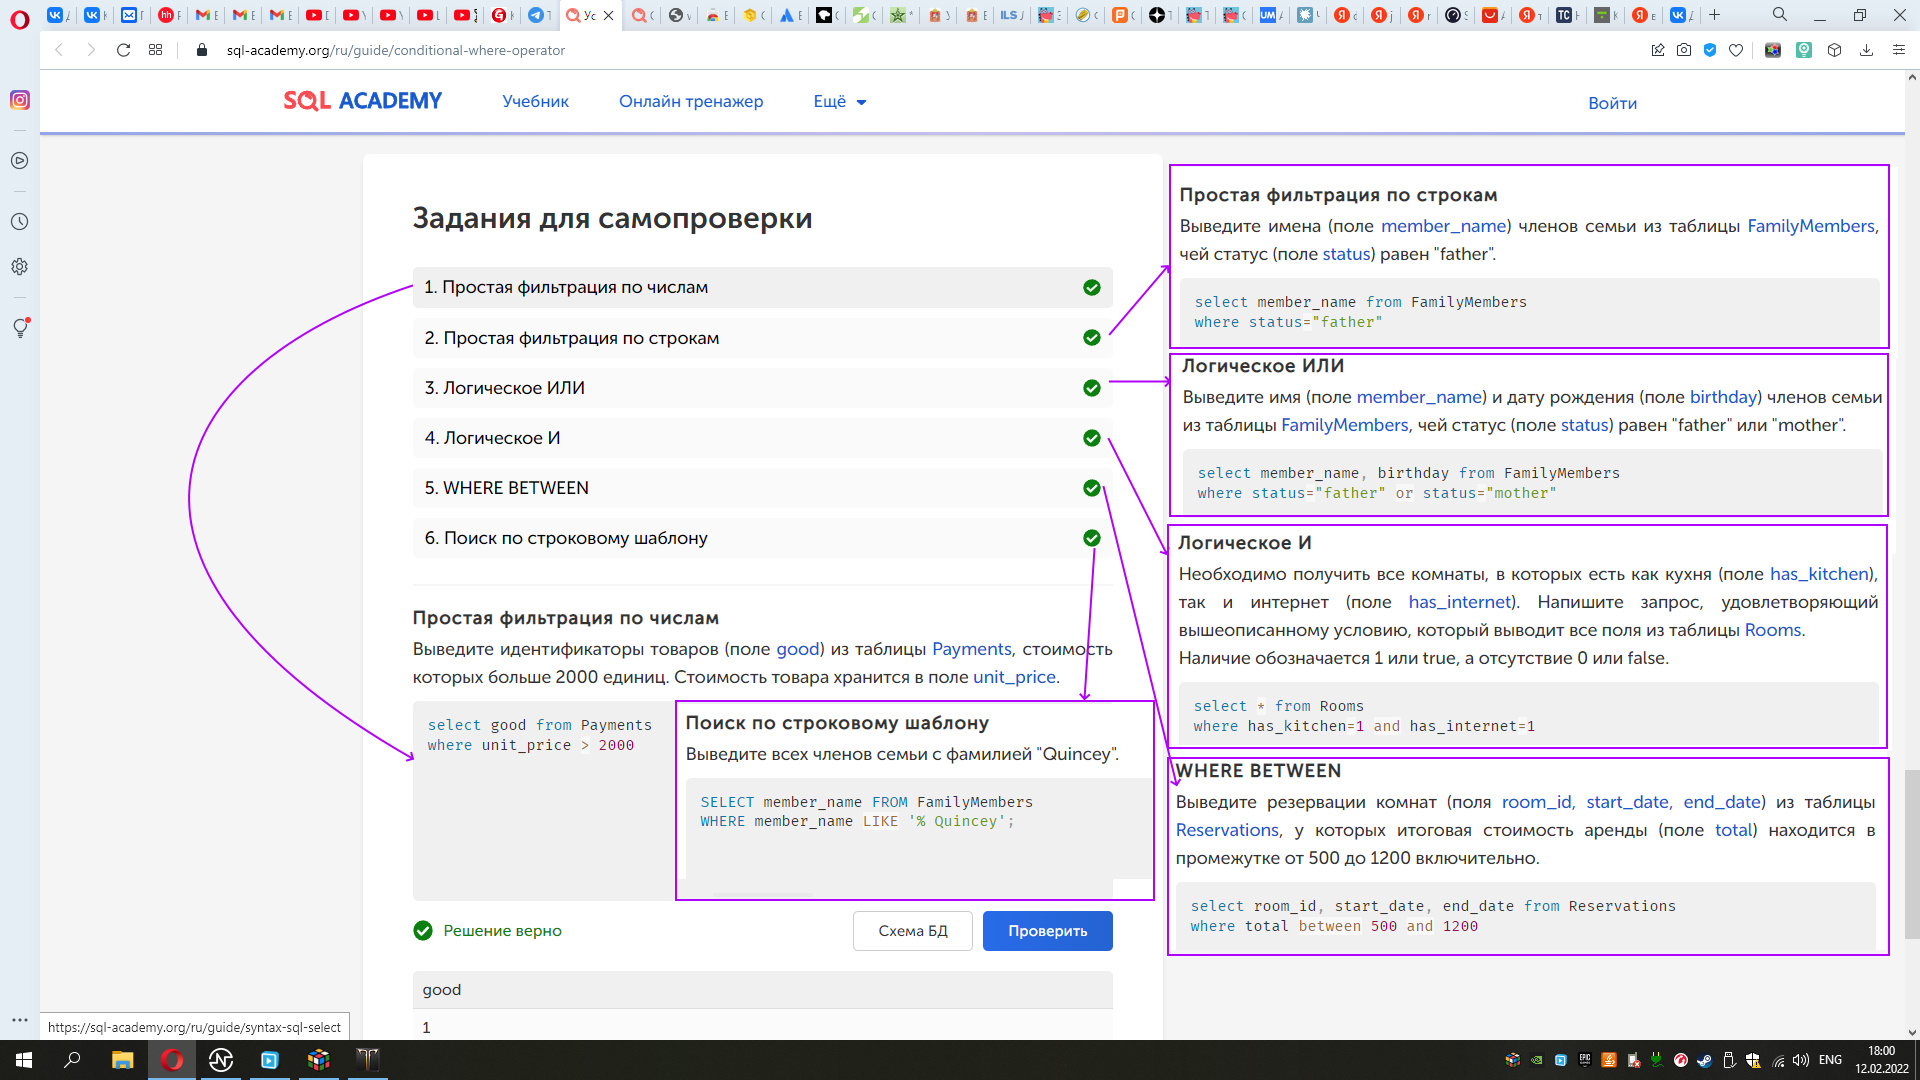 sql-academy.org/ru/guide/conditional-where-operator
SQL ACADEMY
Учебник
Онлайн тренажер
Ещё
Войти
Задания для самопроверки
1. Простая фильтрация по числам
2. Простая фильтрация по строкам
3. Логическое ИЛИ
4. Логическое И
5. WHERE BETWEEN
6. Поиск по строковому шаблону
Простая фильтрация по числам
Выведите идентификаторы товаров (поле good) из таблицы Payments, стоимость
которых больше 2000 единиц. Стоимость товара хранится в поле unit_price.
select good from Payments
where unit_price > 2000
Поиск по строковому шаблону
Выведите всех членов семьи с фамилией "Quincey".
SELECT member_name FROM FamilyMembers
WHERE member_name LIKE '% Quincey';
Решение верно
Схема БД
Проверить
good
1
Простая фильтрация по строкам
Выведите имена (поле member_name) членов семьи из таблицы FamilyMembers,
чей статус (поле status) равен "father".
select member_name from FamilyMembers
where status="father"
Логическое ИЛИ
Выведите имя (поле member_name) и дату рождения (поле birthday) членов семьи
из таблицы FamilyMembers, чей статус (поле status) равен "father" или "mother".
select member_name, birthday from FamilyMembers
where status="father" or status="mother"
Логическое И
Необходимо получить все комнаты, в которых есть как кухня (поле has_kitchen),
так и интернет (поле has_internet). Напишите запрос, удовлетворяющий
вышеописанному условию, который выводит все поля из таблицы Rooms.
Наличие обозначается 1 или true, а отсутствие 0 или false.
select * from Rooms
where has_kitchen=1 and has_internet=1
WHERE BETWEEN
Выведите резервации комнат (поля room_id, start_date, end_date) из таблицы
Reservations, у которых итоговая стоимость аренды (поле total) находится в
промежутке от 500 до 1200 включительно.
select room_id, start_date, end_date from Reservations
where total between 500 and 1200
https://sql-academy.org/ru/guide/syntax-sql-select
ENG
18:00
12.02.2022